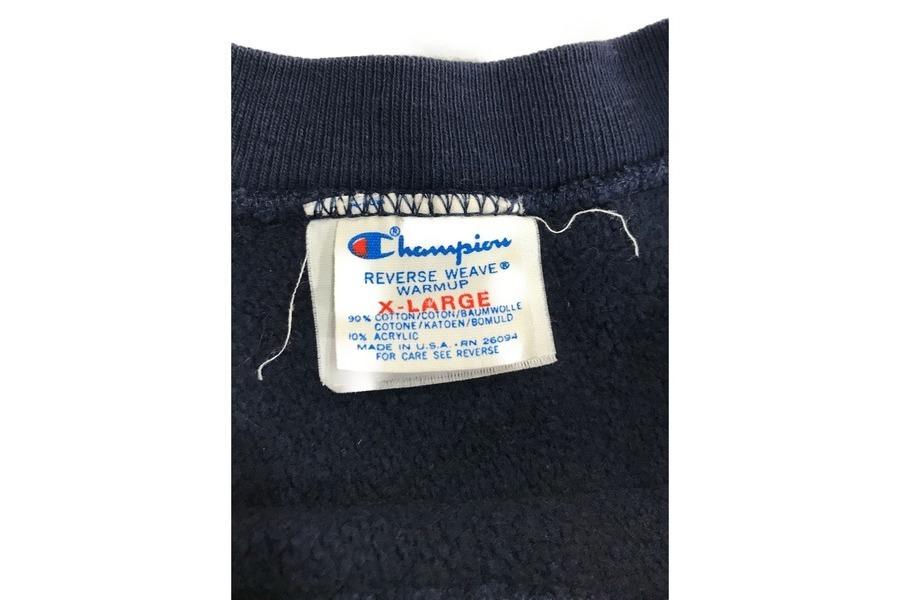 Champion®
REVERSE WEAVE®
WARMUP
X-LARGE
90% COTTON/COTON/BAUMWOLLE
COTONE/KATOEN/BOMULD
10% ACRYLIC
MADE IN U.S.A. • RN 26094
FOR CARE SEE REVERSE